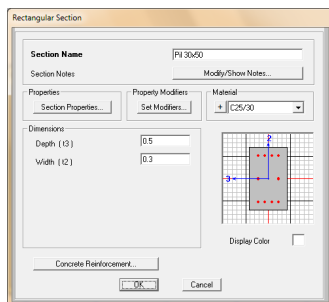 Rectangular Section
Section Name
Pil 30x50
Section Notes
Modify/Show Notes...
Properties
Property Modifiers
Material
Section Properties...
Set Modifiers...
+ C25/30
Dimensions
Depth ( t3 )
0.5
Width ( t2 )
0.3
2
3
Display Color
Concrete Reinforcement...
OK
Cancel